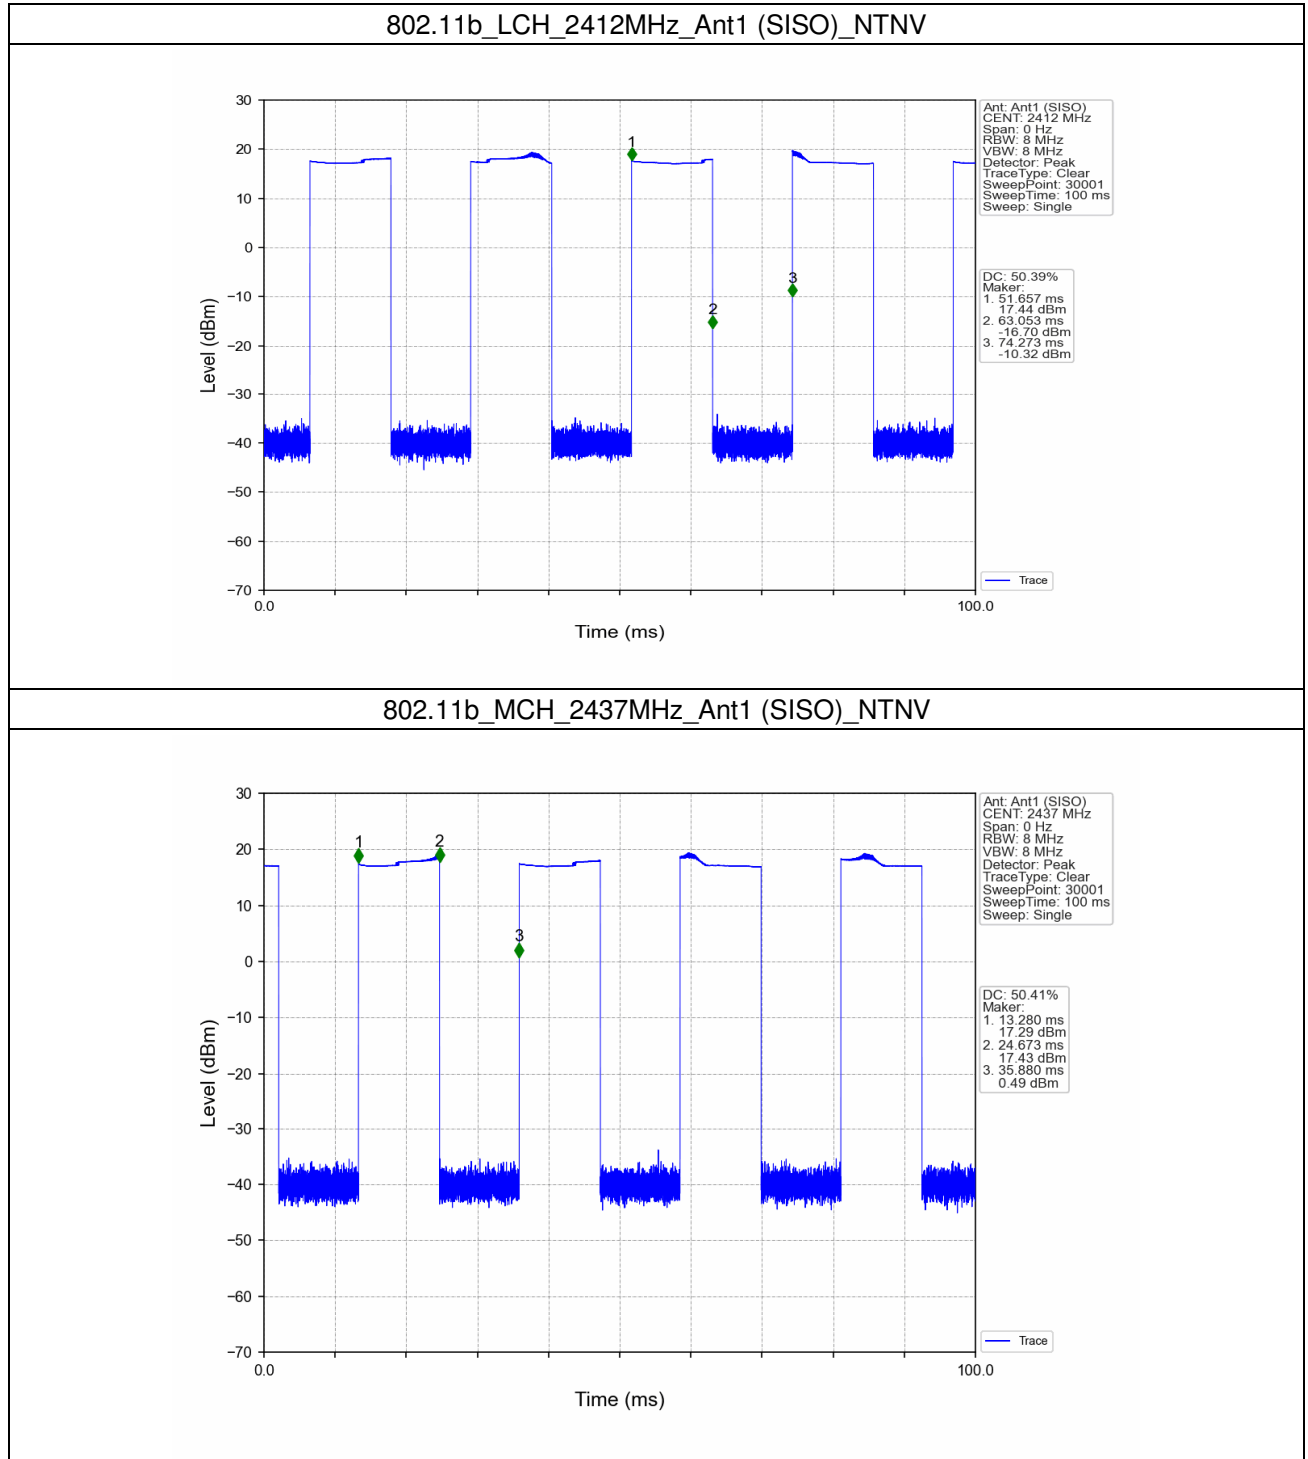 802.11b_LCH_2412MHz_Ant1 (SISO)_NTNV
30
20
10
0
−10
−20
−30
−40
−50
−60
−70
Level (dBm)
1
2
3
0.0
100.0
Time (ms)
Ant: Ant1 (SISO)
CENT: 2412 MHz
Span: 0 Hz
RBW: 8 MHz
VBW: 8 MHz
Detector: Peak
TraceType: Clear
SweepPoint: 30001
SweepTime: 100 ms
Sweep: Single
DC: 50.39%
Maker:
1. 51.657 ms
17.44 dBm
2. 63.053 ms
-16.70 dBm
3. 74.273 ms
-10.32 dBm
Trace
802.11b_MCH_2437MHz_Ant1 (SISO)_NTNV
30
20
10
0
−10
−20
−30
−40
−50
−60
−70
Level (dBm)
1
2
3
0.0
100.0
Time (ms)
Ant: Ant1 (SISO)
CENT: 2437 MHz
Span: 0 Hz
RBW: 8 MHz
VBW: 8 MHz
Detector: Peak
TraceType: Clear
SweepPoint: 30001
SweepTime: 100 ms
Sweep: Single
DC: 50.41%
Maker:
1. 13.280 ms
17.29 dBm
2. 24.673 ms
17.43 dBm
3. 35.880 ms
0.49 dBm
Trace